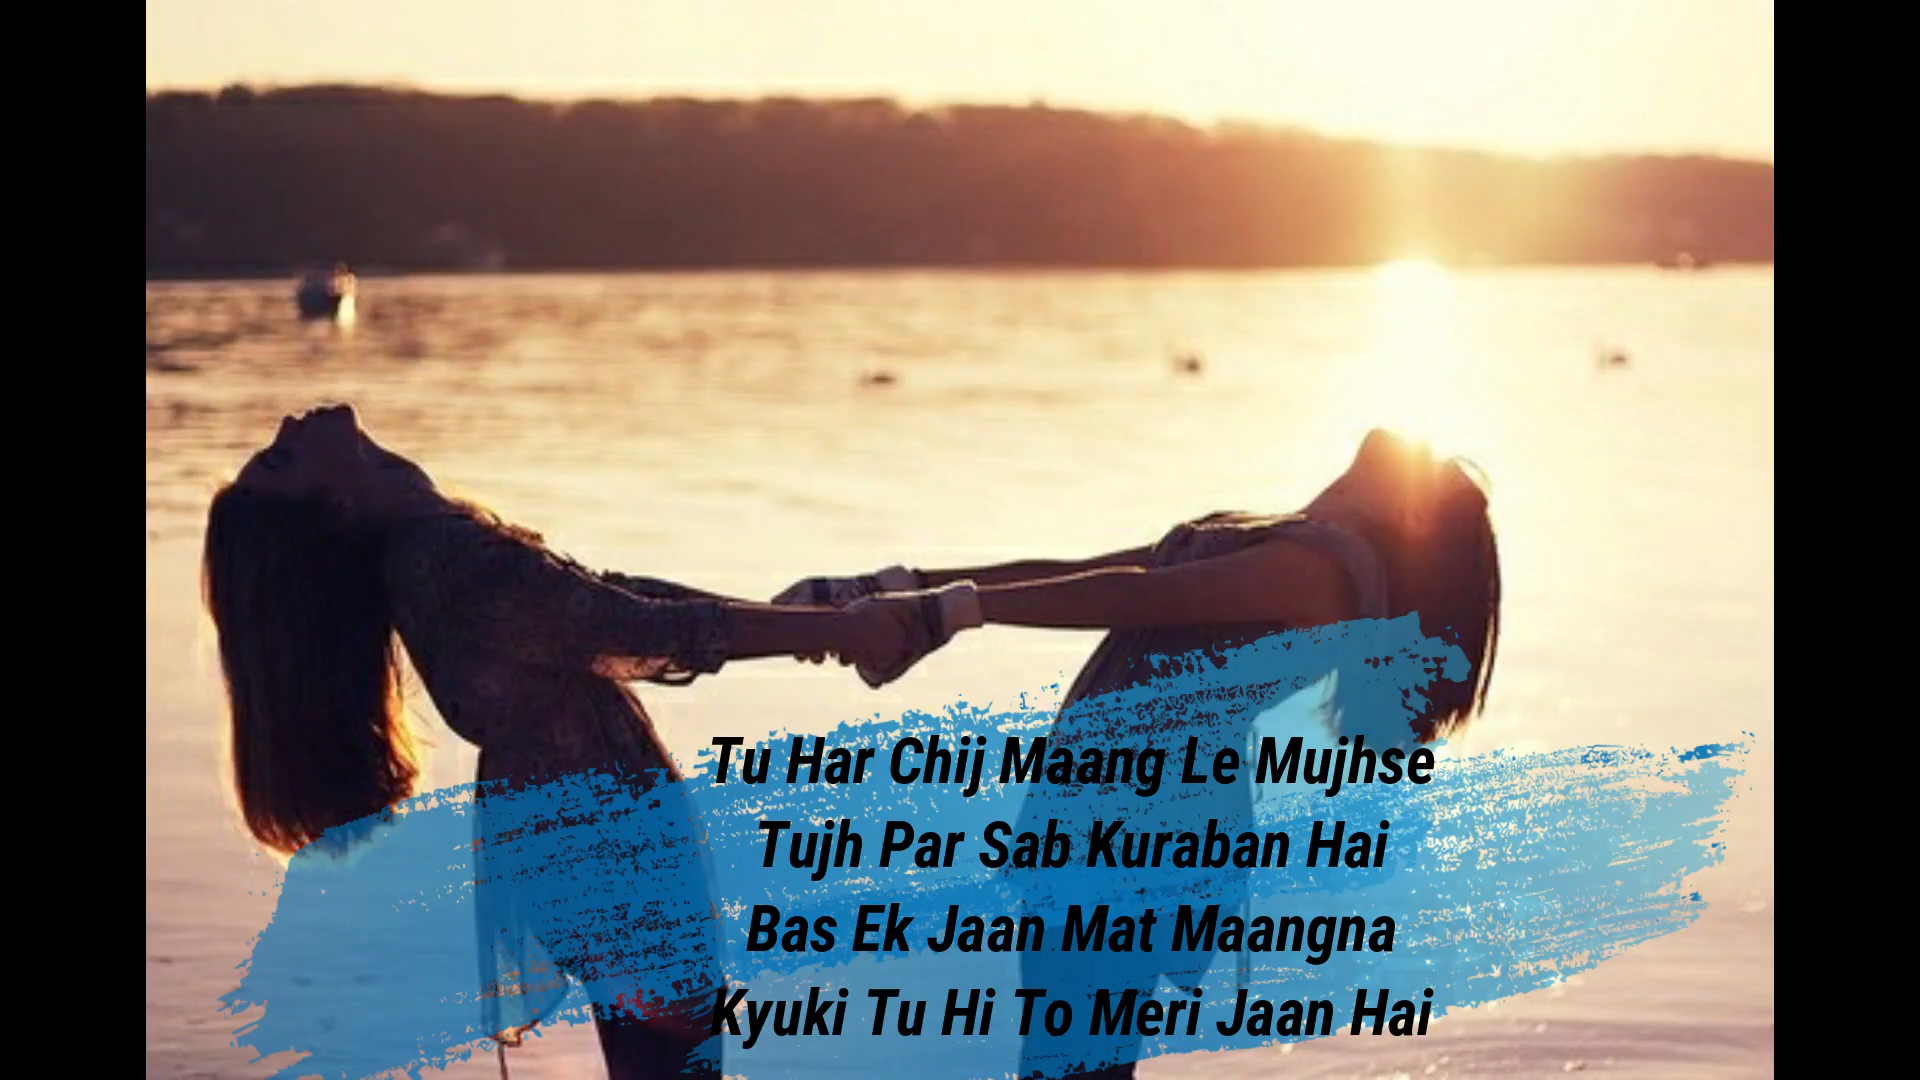 Tu Har Chij Maang Le Mujhse
Tujh Par Sab Kuraban Hai
Bas Ek Jaan Mat Maangna
Kyuki Tu Hi To Meri Jaan Hai